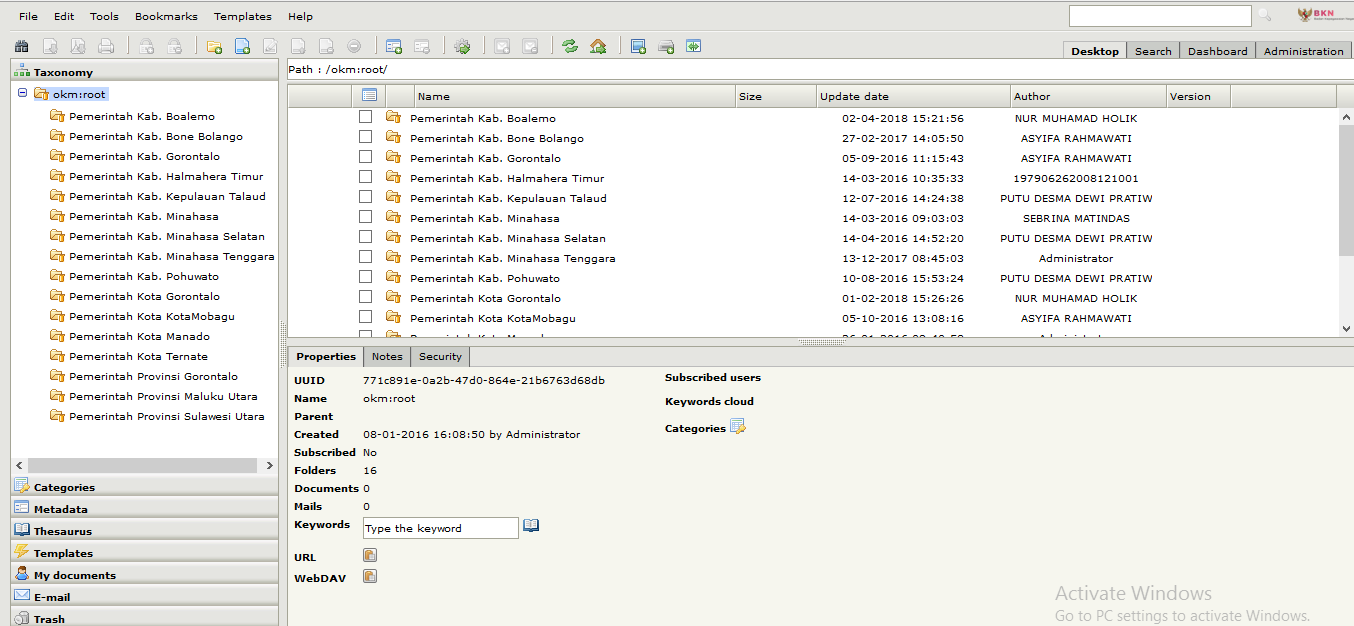 File Edit Tools Bookmarks Templates Help
BKN
Desktop Search Dashboard Administration
Taxonomy
okm:root
Pemerintah Kab. Boalemo
Pemerintah Kab. Bone Bolango
Pemerintah Kab. Gorontalo
Pemerintah Kab. Halmahera Timur
Pemerintah Kab. Kepulauan Talaud
Pemerintah Kab. Minahasa
Pemerintah Kab. Minahasa Selatan
Pemerintah Kab. Minahasa Tenggara
Pemerintah Kab. Pohuwato
Pemerintah Kota Gorontalo
Pemerintah Kota KotaMobagu
Pemerintah Kota Manado
Pemerintah Kota Ternate
Pemerintah Provinsi Gorontalo
Pemerintah Provinsi Maluku Utara
Pemerintah Provinsi Sulawesi Utara
Categories
Metadata
Thesaurus
Templates
My documents
E-mail
Trash
Path : /okm:root/
Name Size Update date Author Version
Pemerintah Kab. Boalemo 02-04-2018 15:21:56 NUR MUHAMAD HOLIK
Pemerintah Kab. Bone Bolango 27-02-2017 14:05:50 ASYIFA RAHMAWATI
Pemerintah Kab. Gorontalo 05-09-2016 11:15:43 ASYIFA RAHMAWATI
Pemerintah Kab. Halmahera Timur 14-03-2016 10:35:33 197906262008121001
Pemerintah Kab. Kepulauan Talaud 12-07-2016 14:24:38 PUTU DESMA DEWI PRATIW
Pemerintah Kab. Minahasa 14-03-2016 09:03:03 SEBRINA MATINDAS
Pemerintah Kab. Minahasa Selatan 14-04-2016 14:52:20 PUTU DESMA DEWI PRATIW
Pemerintah Kab. Minahasa Tenggara 13-12-2017 08:45:03 Administrator
Pemerintah Kab. Pohuwato 10-08-2016 15:53:24 PUTU DESMA DEWI PRATIW
Pemerintah Kota Gorontalo 01-02-2018 15:26:26 NUR MUHAMAD HOLIK
Pemerintah Kota KotaMobagu 05-10-2016 13:08:16 ASYIFA RAHMAWATI
Properties Notes Security
UUID 771c891e-0a2b-47d0-864e-21b6763d68db
Name okm:root
Parent
Created 08-01-2016 16:08:50 by Administrator
Subscribed No
Folders 16
Documents 0
Mails 0
Keywords Type the keyword
URL
WebDAV
Subscribed users
Keywords cloud
Categories
Activate Windows
Go to PC settings to activate Windows.